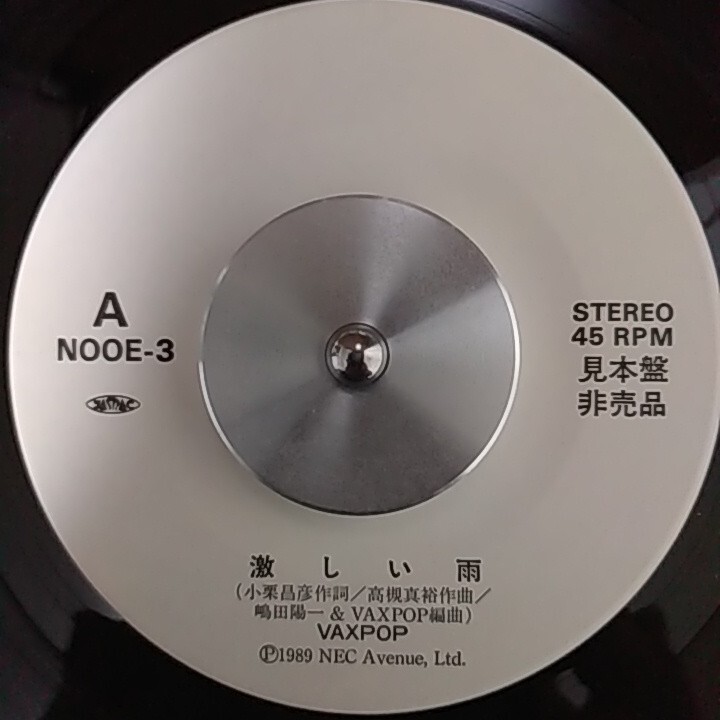 A
NOOE-3
STEREO
45 RPM
見本盤
非売品
激しい雨
(小栗昌彦作詞/高槻真裕作曲/
嶋田陽一 & VAXPOP編曲)
VAXPOP
Ⓟ1989 NEC Avenue, Ltd.